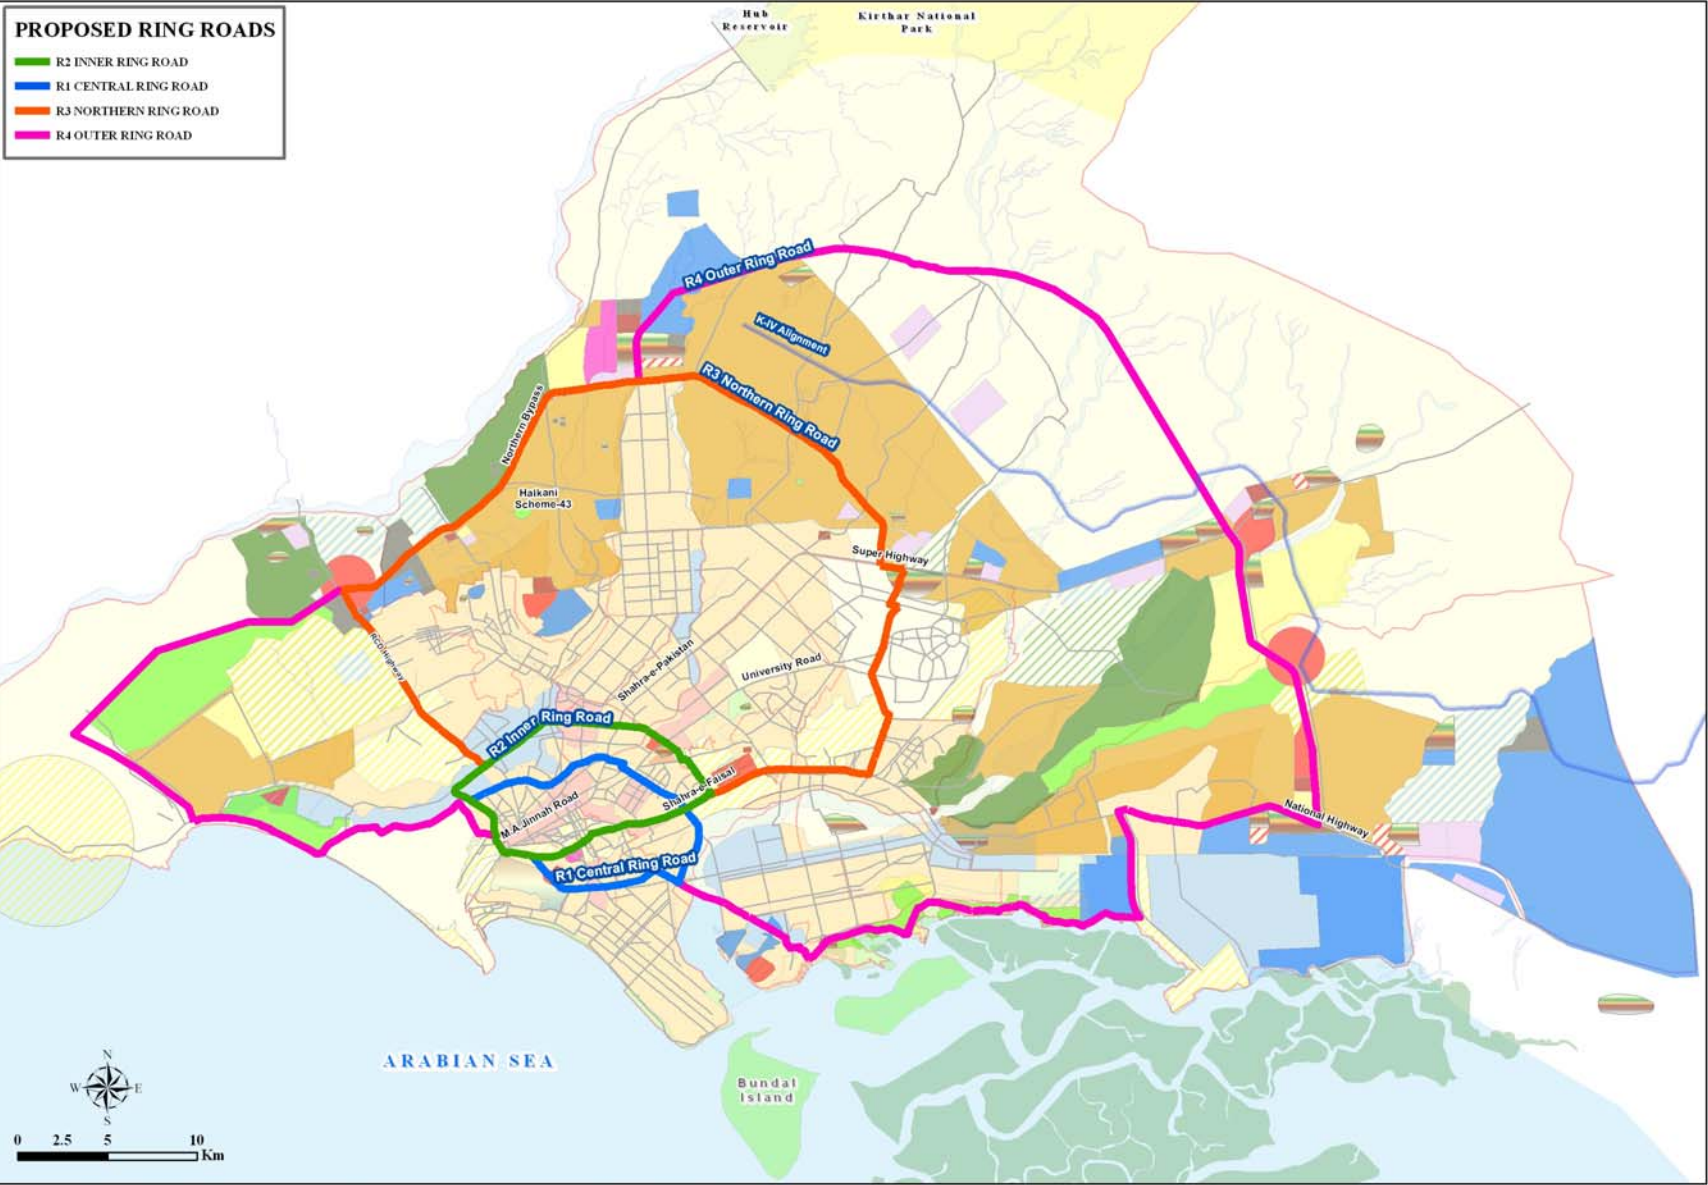 PROPOSED RING ROADS
R2 INNER RING ROAD
R1 CENTRAL RING ROAD
R3 NORTHERN RING ROAD
R4 OUTER RING ROAD
Hub
Reservoir
Kirthar National
Park
R4 Outer Ring Road
K-IV Alignment
R3 Northern Ring Road
Northern Bypass
Halkani
Scheme-43
Super Highway
RCD Highway
Shahra-e-Pakistan
University Road
R2 Inner Ring Road
Shahra-e-Faisal
M.A.Jinnah Road
National Highway
R1 Central Ring Road
ARABIAN SEA
Bundal
Island
N
W E
S
0 2.5 5 10
Km